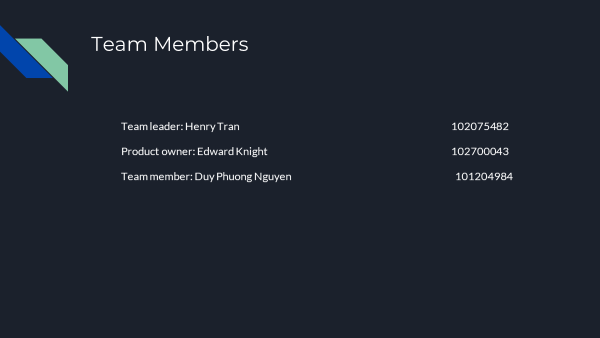 Team Members
Team leader: Henry Tran 102075482
Product owner: Edward Knight 102700043
Team member: Duy Phuong Nguyen 101204984